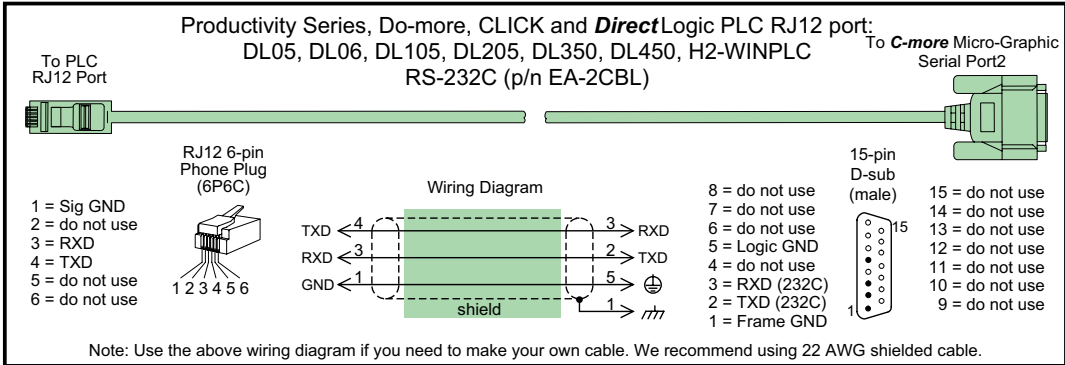 Productivity Series, Do-more, CLICK and DirectLogic PLC RJ12 port:
DL05, DL06, DL105, DL205, DL350, DL450, H2-WINPLC
RS-232C (p/n EA-2CBL)
To PLC
RJ12 Port
To C-more Micro-Graphic
Serial Port2
RJ12 6-pin
Phone Plug
(6P6C)
1 = Sig GND
2 = do not use
3 = RXD
4 = TXD
5 = do not use
6 = do not use
1 2 3 4 5 6
Wiring Diagram
TXD 4 3 RXD
RXD 3 2 TXD
GND 1 5
1
shield
8 = do not use
7 = do not use
6 = do not use
5 = Logic GND
4 = do not use
3 = RXD (232C)
2 = TXD (232C)
1 = Frame GND
15-pin
D-sub
(male)
15
1
15 = do not use
14 = do not use
13 = do not use
12 = do not use
11 = do not use
10 = do not use
9 = do not use
Note: Use the above wiring diagram if you need to make your own cable. We recommend using 22 AWG shielded cable.